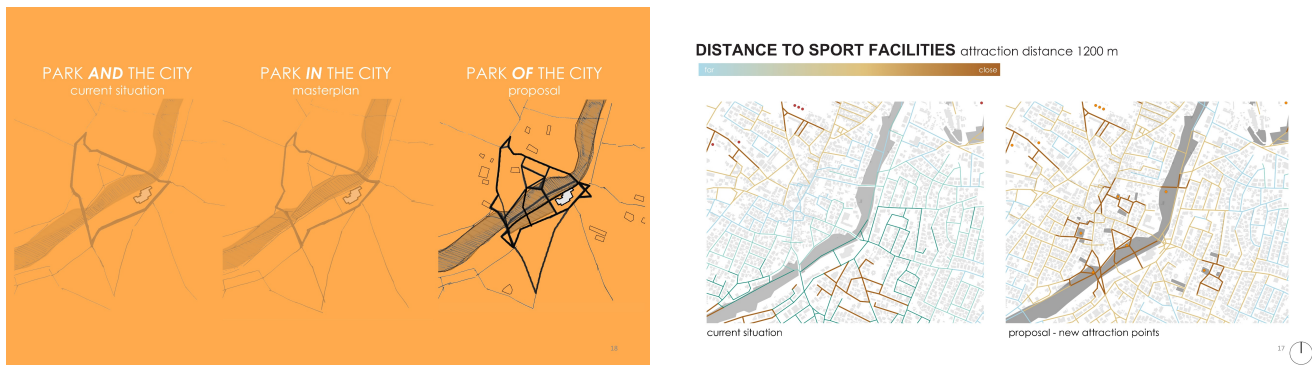 PARK AND THE CITY
current situation
PARK IN THE CITY
masterplan
PARK OF THE CITY
proposal
18
DISTANCE TO SPORT FACILITIES attraction distance 1200 m
far
close
current situation
proposal - new attraction points
17